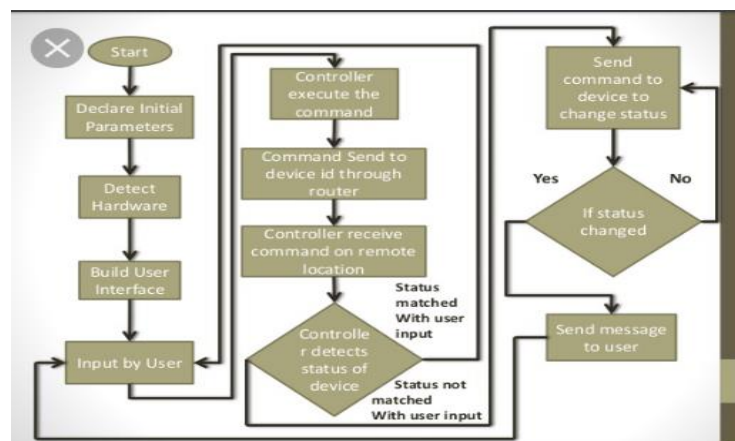 Start
Declare Initial
Parameters
Detect
Hardware
Build User
Interface
Input by User
Controller
execute the
command
Command Send to
device id through
router
Controller receive
command on remote
location
Controlle
r detects
status of
device
Status
matched
With user
input
Status not
matched
With user input
Send
command to
device to
change status
Yes
No
If status
changed
Send message
to user